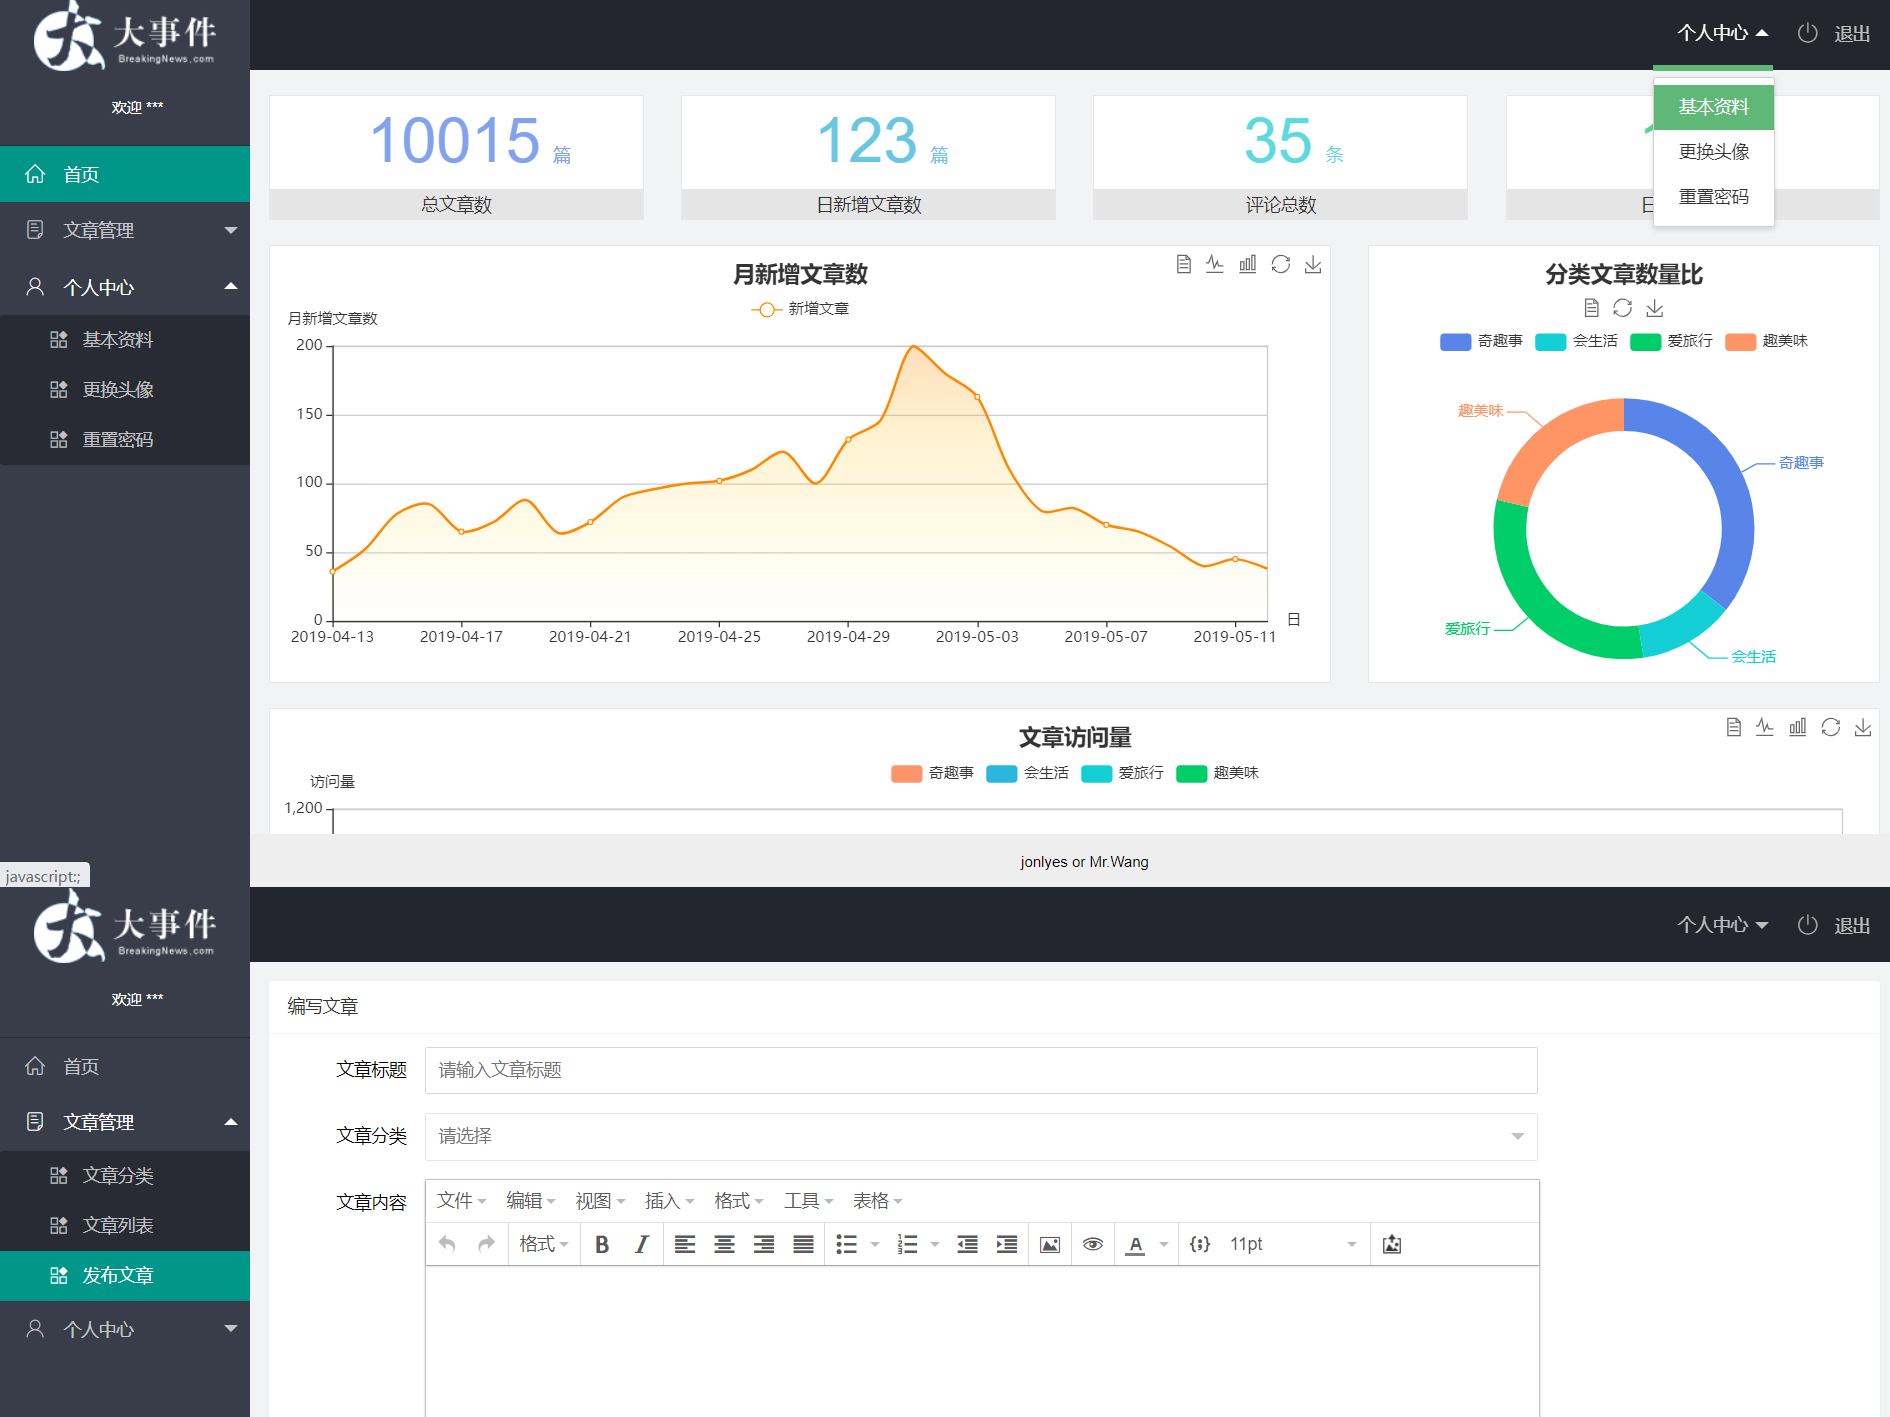 大事件
BreakingNews.com
个人中心
退出
欢迎 ***
基本资料
更换头像
重置密码
首页
文章管理
个人中心
基本资料
更换头像
重置密码
10015 篇
总文章数
123 篇
日新增文章数
35 条
评论总数
日
月新增文章数
新增文章
月新增文章数
200
150
100
50
0
2019-04-13 2019-04-17 2019-04-21 2019-04-25 2019-04-29 2019-05-03 2019-05-07 2019-05-11
日
分类文章数量比
奇趣事 会生活 爱旅行 趣美味
趣美味
奇趣事
爱旅行
会生活
文章访问量
奇趣事 会生活 爱旅行 趣美味
访问量
1,200
jonlyes or Mr.Wang
javascript:;
大事件
BreakingNews.com
个人中心
退出
欢迎 ***
首页
文章管理
文章分类
文章列表
发布文章
个人中心
编写文章
文章标题 请输入文章标题
文章分类 请选择
文章内容
文件 编辑 视图 插入 格式 工具 表格
格式 B I A {;} 11pt